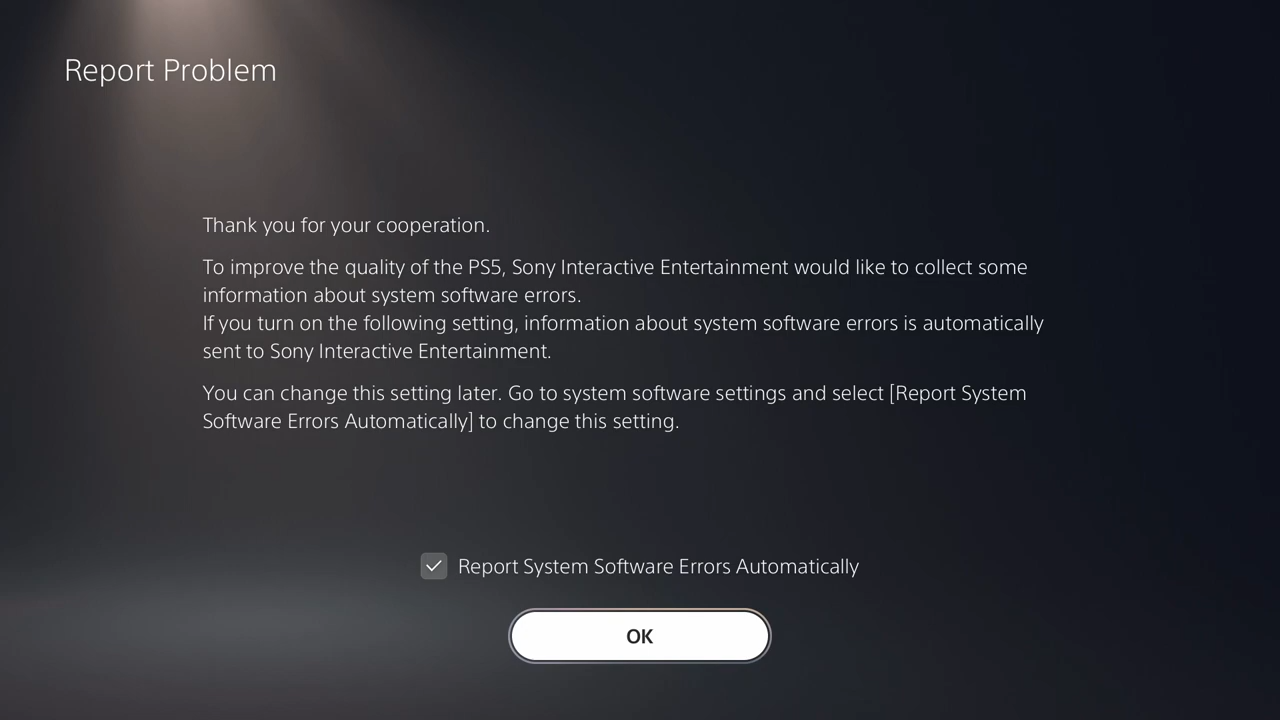 Report Problem
Thank you for your cooperation.
To improve the quality of the PS5, Sony Interactive Entertainment would like to collect some
information about system software errors.
If you turn on the following setting, information about system software errors is automatically
sent to Sony Interactive Entertainment.
You can change this setting later. Go to system software settings and select [Report System
Software Errors Automatically] to change this setting.
Report System Software Errors Automatically
OK